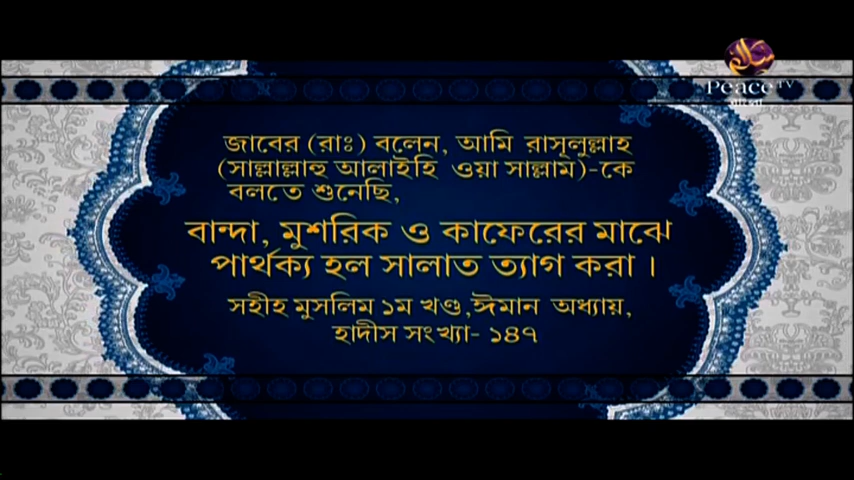 سلام
Peace TV
বাংলা
জাবের (রাঃ) বলেন, আমি রাসূলুল্লাহ
(সাল্লাল্লাহু আলাইহি ওয়া সাল্লাম)-কে
বলতে শুনেছি,
বান্দা, মুশরিক ও কাফেরের মাঝে
পার্থক্য হল সালাত ত্যাগ করা ।
সহীহ মুসলিম ১ম খণ্ড,ঈমান অধ্যায়,
হাদীস সংখ্যা- ১৪৭